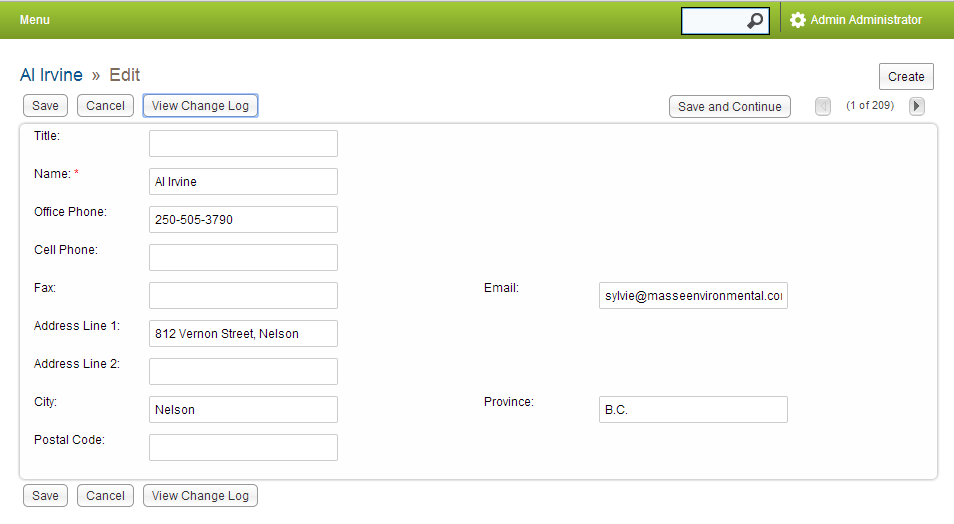 Menu
Admin Administrator
Al Irvine » Edit
Create
Save
Cancel
View Change Log
Save and Continue
(1 of 209)
Title:
Name: *
Al Irvine
Office Phone:
250-505-3790
Cell Phone:
Fax:
Email:
sylvie@masseenvironmental.co
Address Line 1:
812 Vernon Street, Nelson
Address Line 2:
City:
Nelson
Province:
B.C.
Postal Code:
Save
Cancel
View Change Log